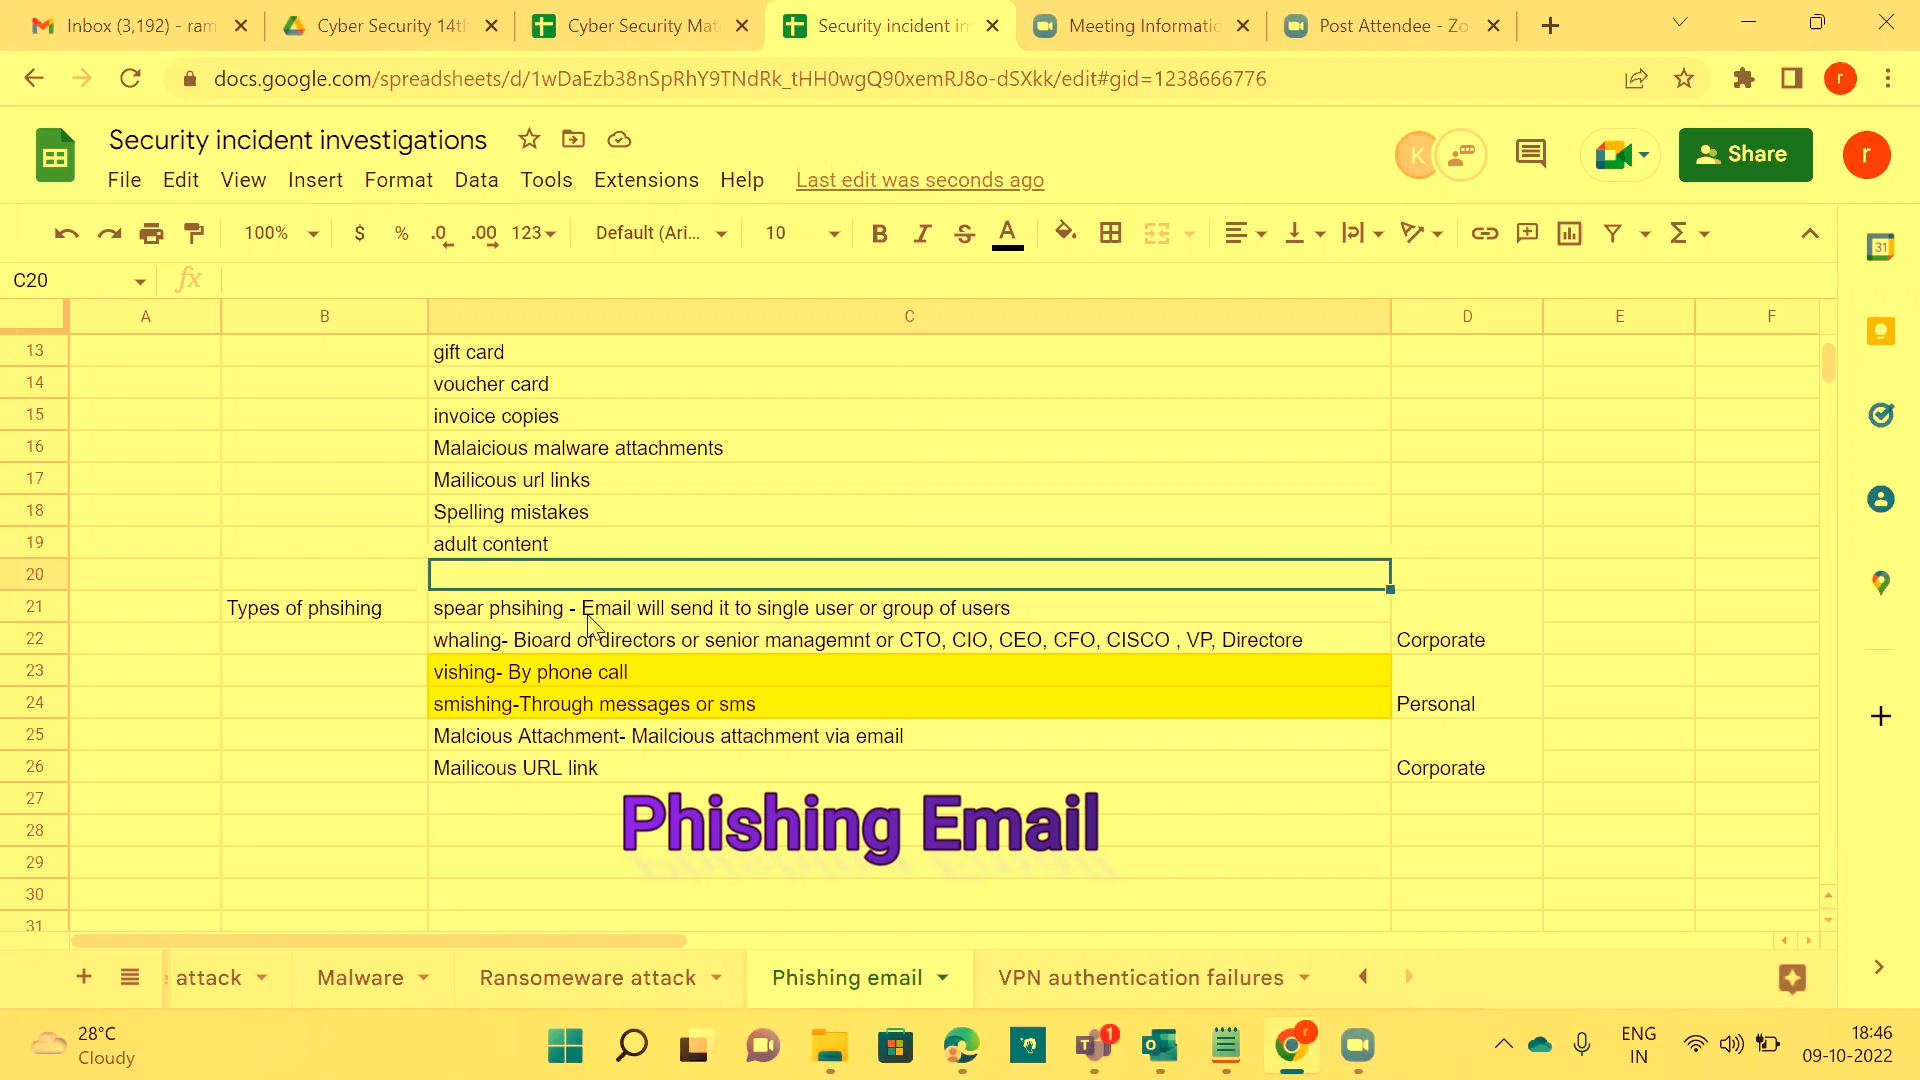 Inbox (3,192) - ram
Cyber Security 14th
Cyber Security Mat
Security incident in
Meeting Informatic
Post Attendee - Zo
docs.google.com/spreadsheets/d/1wDaEzb38nSpRhY9TNdRk_tHH0wgQ90xemRJ8o-dSXkk/edit#gid=1238666776
r
Security incident investigations
K
Share
r
File Edit View Insert Format Data Tools Extensions Help Last edit was seconds ago
100% $ % .0 .00 123 Default (Ari... 10 B I S A
31
C20 fx
A B C D E F
13 gift card
14 voucher card
15 invoice copies
16 Malaicious malware attachments
17 Mailicous url links
18 Spelling mistakes
19 adult content
20
21 Types of phsihing spear phsihing - Email will send it to single user or group of users
22 whaling- Bioard of directors or senior managemnt or CTO, CIO, CEO, CFO, CISCO , VP, Directore Corporate
23 vishing- By phone call
24 smishing-Through messages or sms Personal
25 Malcious Attachment- Mailcious attachment via email
26 Mailicous URL link Corporate
27
28
29
30
31
Phishing Email
attack Malware Ransomeware attack Phishing email VPN authentication failures
28°C
Cloudy
1
r
ENG
IN
18:46
09-10-2022